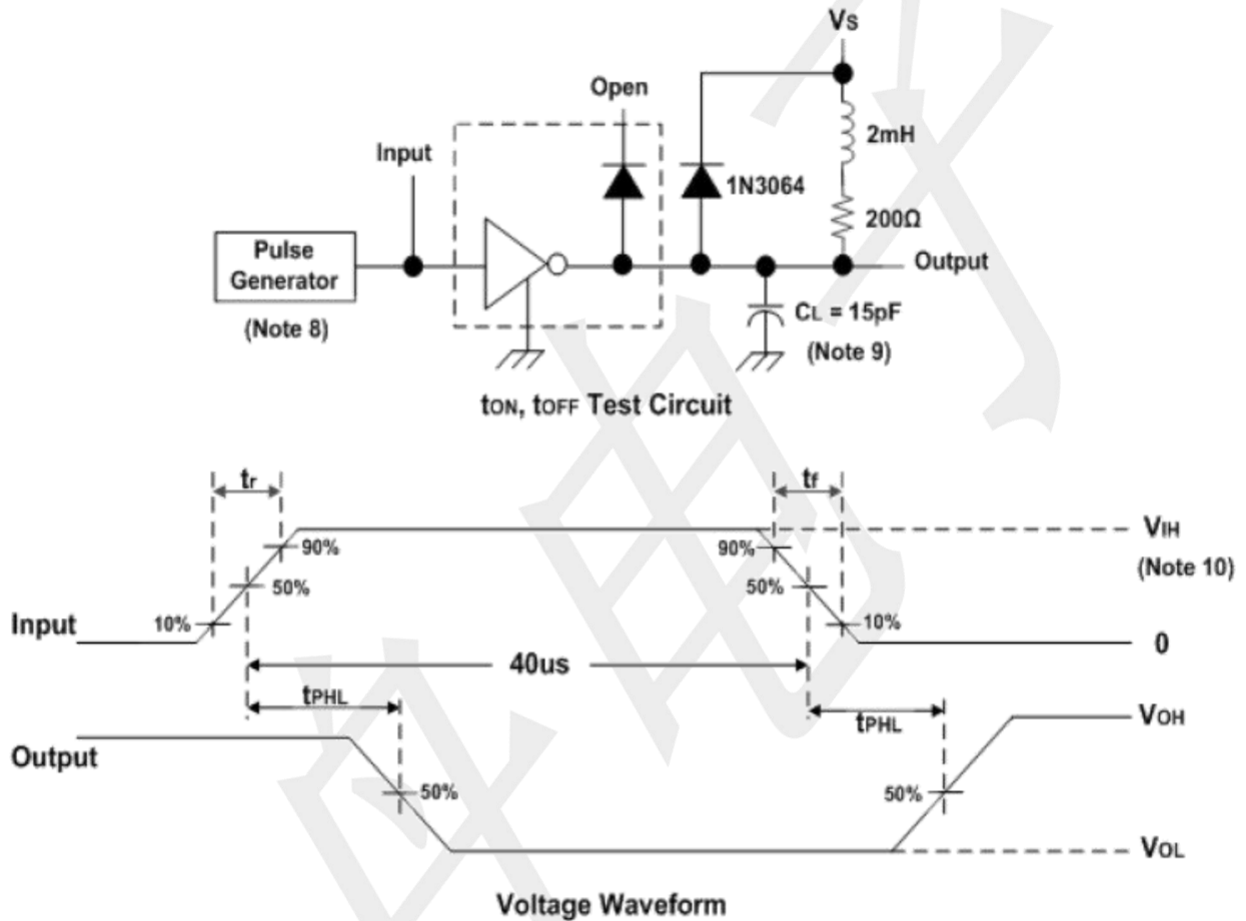 Vs
Open
2mH
Input
1N3064
200Ω
Pulse
Generator
Output
(Note 8)
CL = 15pF
(Note 9)
tON, tOFF Test Circuit
tr
tf
90%
90%
VIH
(Note 10)
50%
50%
Input
10%
10%
0
40us
tPHL
tPHL
VOH
Output
50%
50%
VOL
Voltage Waveform